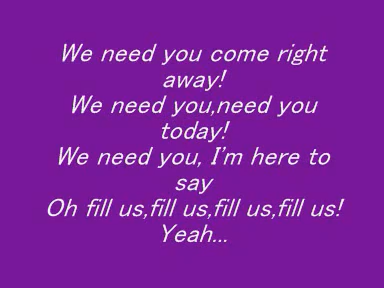 We need you come right
away!
We need you,need you
today!
We need you, I'm here to
say
Oh fill us,fill us,fill us,fill us!
Yeah...